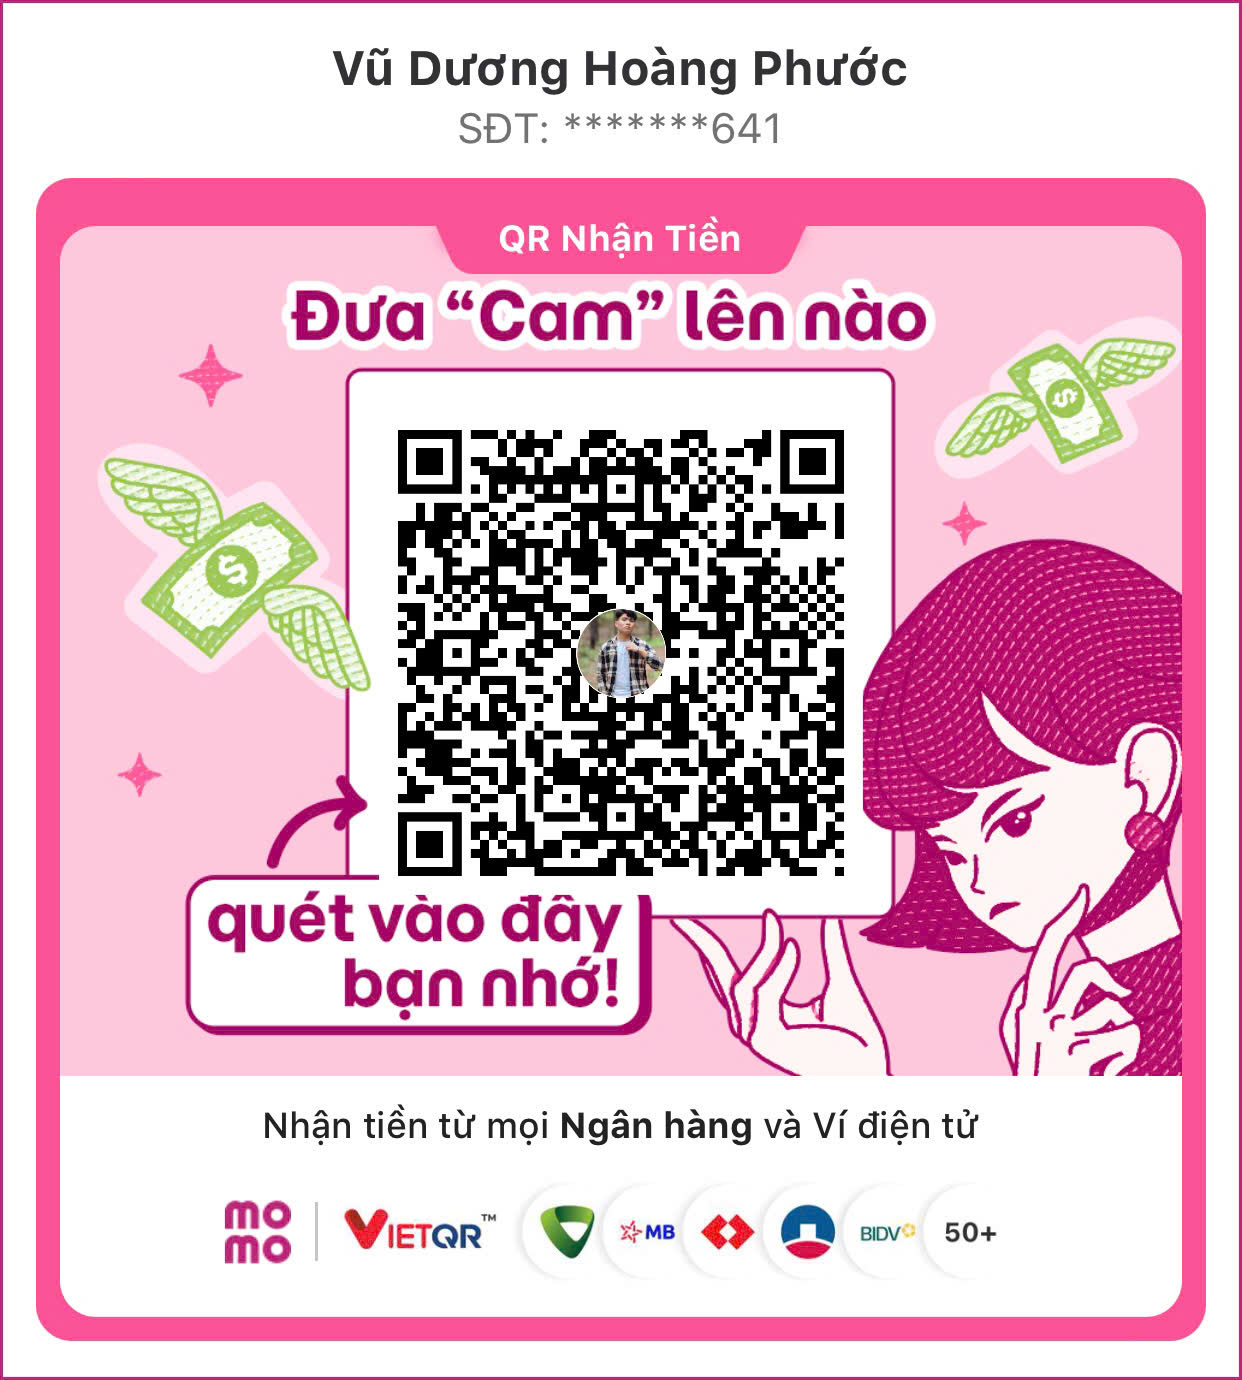 Vũ Dương Hoàng Phước
SĐT: *******641
QR Nhận Tiền
Đưa “Cam” lên nào
quét vào đây
bạn nhớ!
Nhận tiền từ mọi Ngân hàng và Ví điện tử
mo
mo
VIETQR™
MB
BIDV
50+